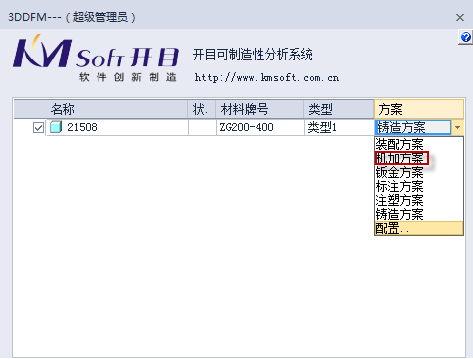 3DDFM---（超级管理员）
KMSoft 开目
软件创新制造
开目可制造性分析系统
http://www.kmsoft.com.cn
名称 状. 材料牌号 类型 方案
21508 ZG200-400 类型1 铸造方案
装配方案
机加方案
钣金方案
标注方案
注塑方案
铸造方案
配置..